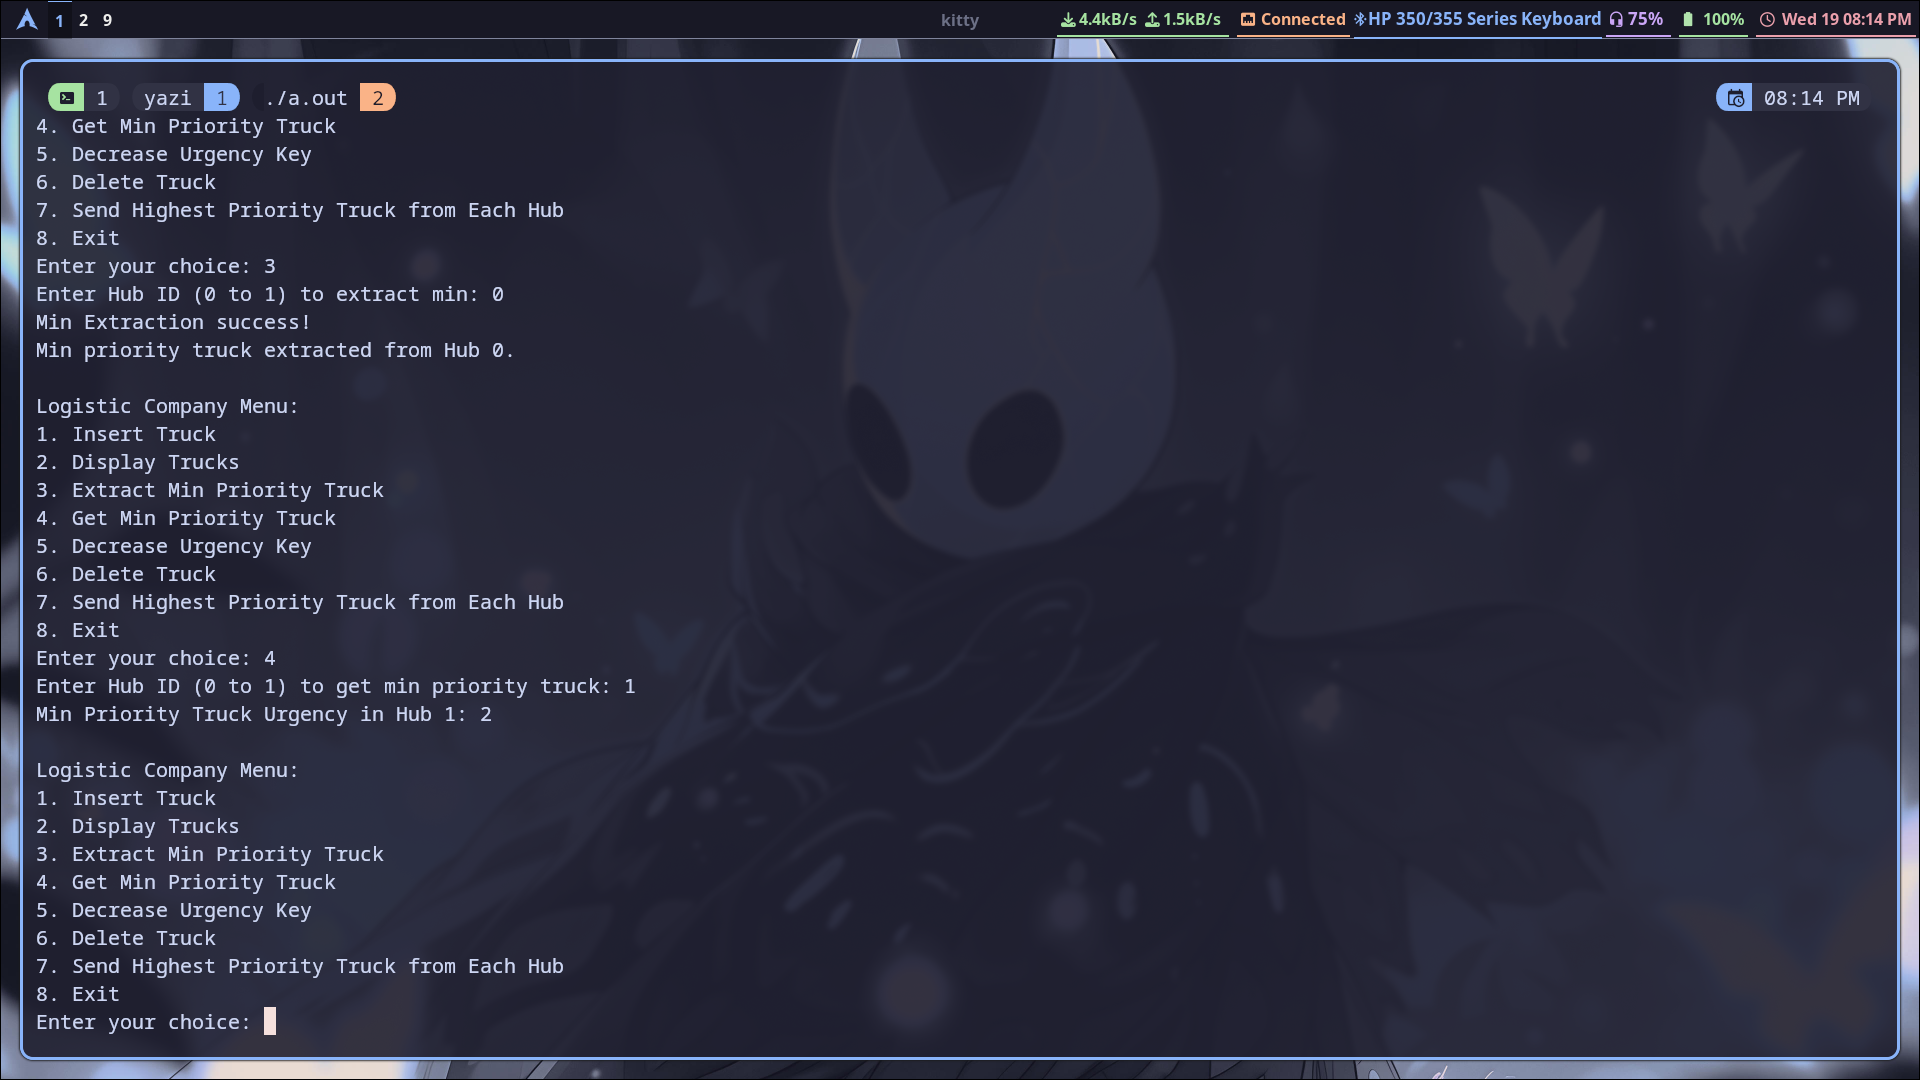 1 2 9 kitty 4.4kB/s 1.5kB/s Connected HP 350/355 Series Keyboard 75% 100% Wed 19 08:14 PM
1 yazi 1 ./a.out 2 08:14 PM
4. Get Min Priority Truck
5. Decrease Urgency Key
6. Delete Truck
7. Send Highest Priority Truck from Each Hub
8. Exit
Enter your choice: 3
Enter Hub ID (0 to 1) to extract min: 0
Min Extraction success!
Min priority truck extracted from Hub 0.
Logistic Company Menu:
1. Insert Truck
2. Display Trucks
3. Extract Min Priority Truck
4. Get Min Priority Truck
5. Decrease Urgency Key
6. Delete Truck
7. Send Highest Priority Truck from Each Hub
8. Exit
Enter your choice: 4
Enter Hub ID (0 to 1) to get min priority truck: 1
Min Priority Truck Urgency in Hub 1: 2
Logistic Company Menu:
1. Insert Truck
2. Display Trucks
3. Extract Min Priority Truck
4. Get Min Priority Truck
5. Decrease Urgency Key
6. Delete Truck
7. Send Highest Priority Truck from Each Hub
8. Exit
Enter your choice: